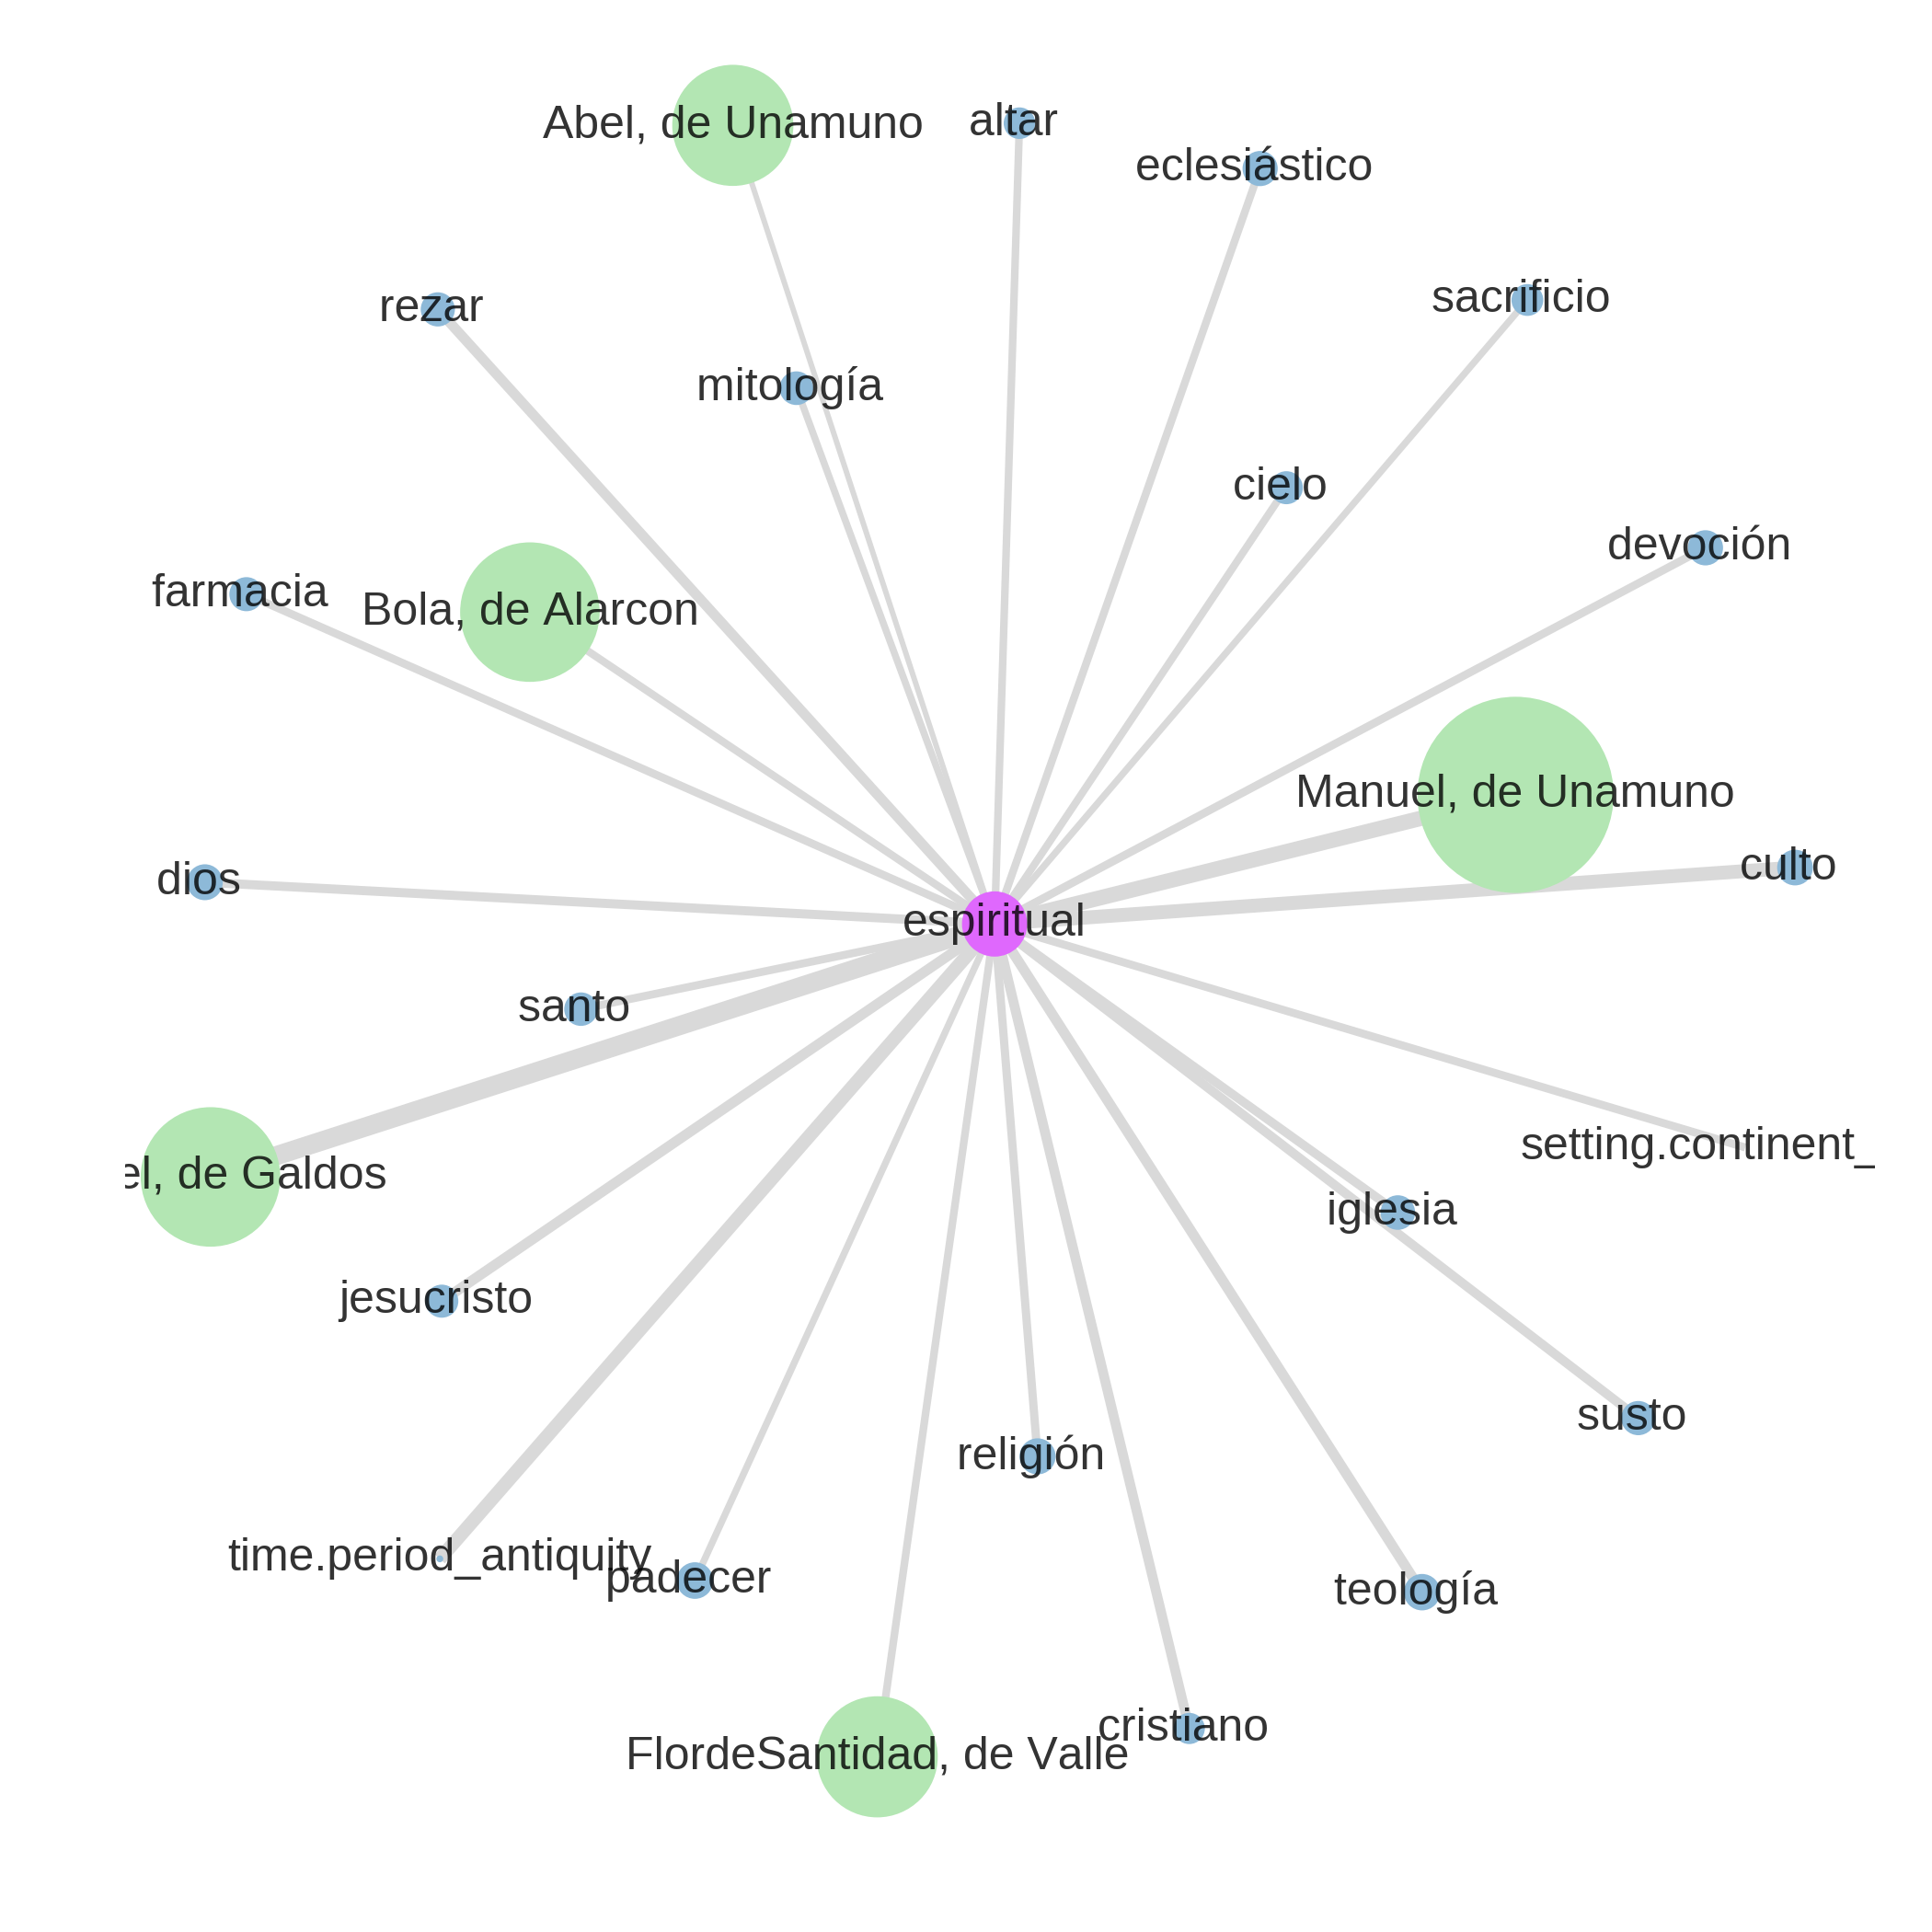 Abel, de Unamuno
altar
eclesiástico
rezar
sacrificio
mitología
cielo
devoción
farmacia
Bola, de Alarcon
Manuel, de Unamuno
dios
culto
espiritual
santo
el, de Galdos
setting.continent_
iglesia
jesucristo
susto
religión
time.period_antiquity
padecer
teología
cristiano
FlordeSantidad, de Valle